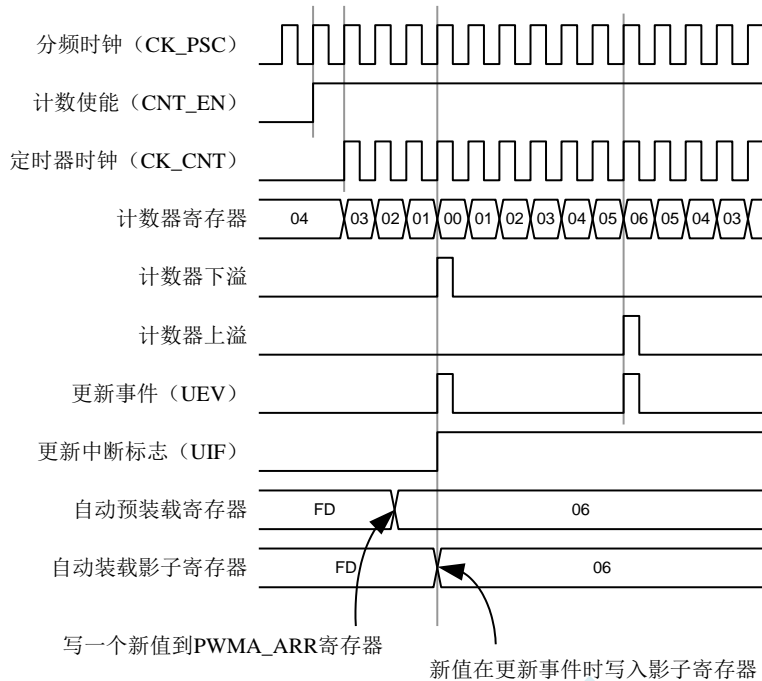 分频时钟（CK_PSC）
计数使能（CNT_EN）
定时器时钟（CK_CNT）
计数器寄存器 04 03 02 01 00 01 02 03 04 05 06 05 04 03
计数器下溢
计数器上溢
更新事件（UEV）
更新中断标志（UIF）
自动预装载寄存器 FD 06
自动装载影子寄存器 FD 06
写一个新值到PWMA_ARR寄存器
新值在更新事件时写入影子寄存器